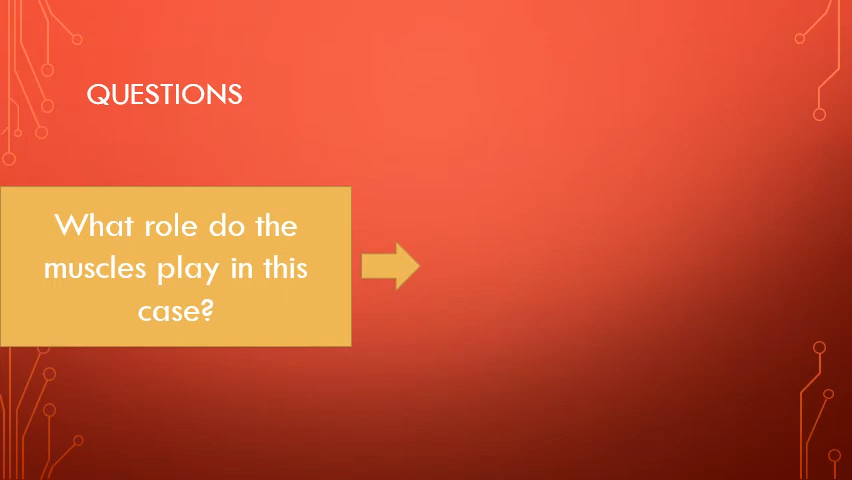 QUESTIONS
What role do the
muscles play in this
case?